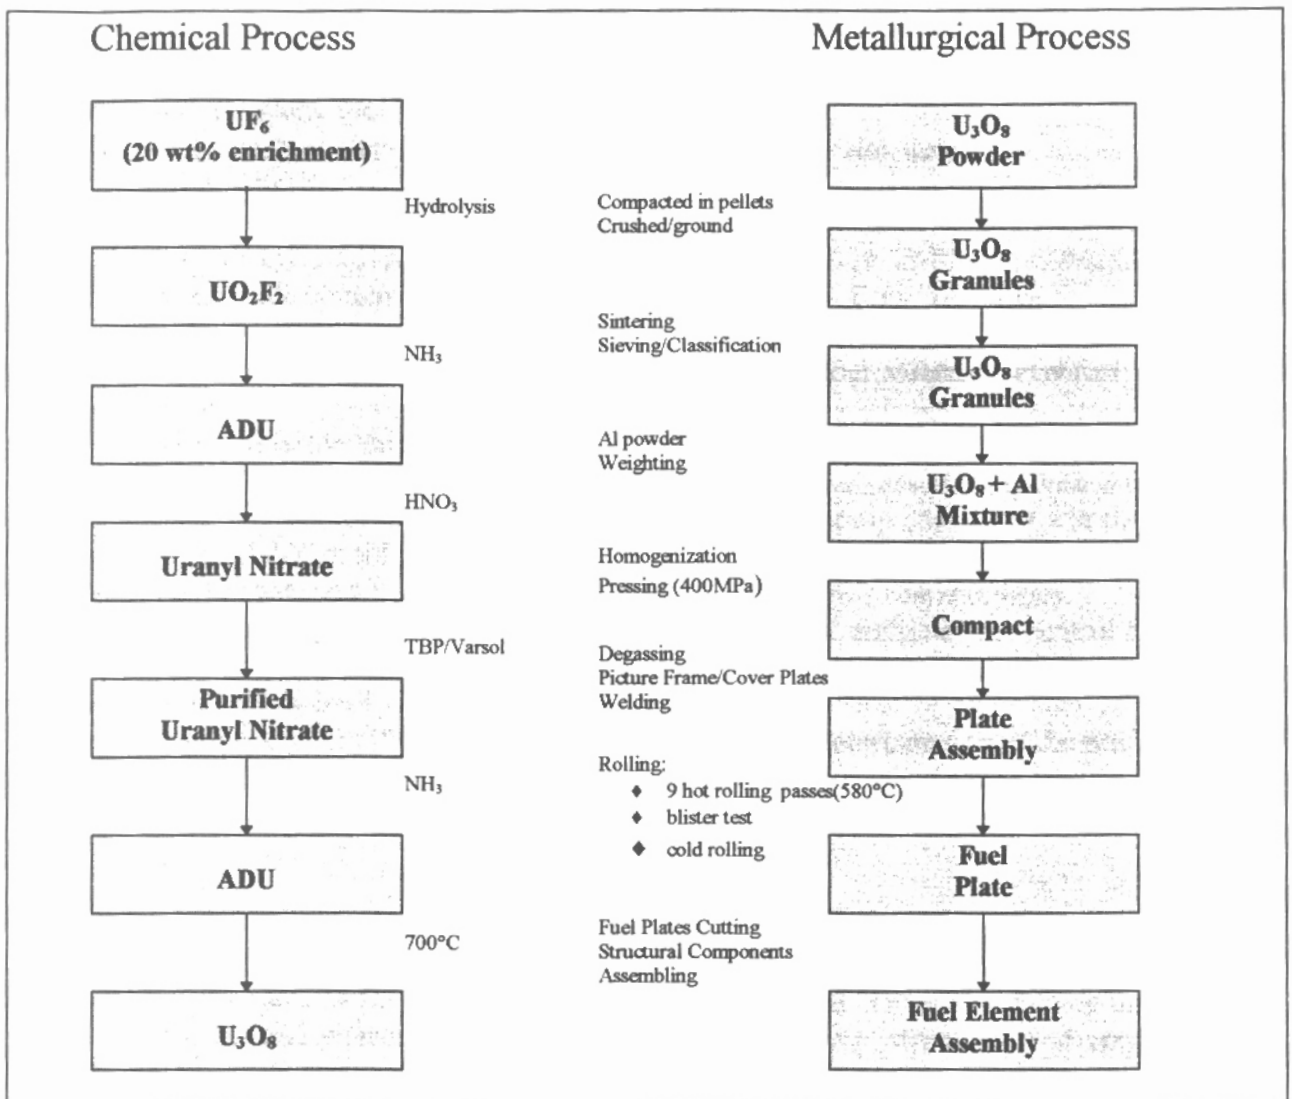 Chemical Process
UF₆
(20 wt% enrichment)
Hydrolysis
UO₂F₂
NH₃
ADU
HNO₃
Uranyl Nitrate
TBP/Varsol
Purified
Uranyl Nitrate
NH₃
ADU
700°C
U₃O₈
Metallurgical Process
U₃O₈
Powder
Compacted in pellets
Crushed/ground
U₃O₈
Granules
Sintering
Sieving/Classification
U₃O₈
Granules
Al powder
Weighting
U₃O₈ + Al
Mixture
Homogenization
Pressing (400MPa)
Compact
Degassing
Picture Frame/Cover Plates
Welding
Plate
Assembly
Rolling:
♦ 9 hot rolling passes(580°C)
♦ blister test
♦ cold rolling
Fuel
Plate
Fuel Plates Cutting
Structural Components
Assembling
Fuel Element
Assembly